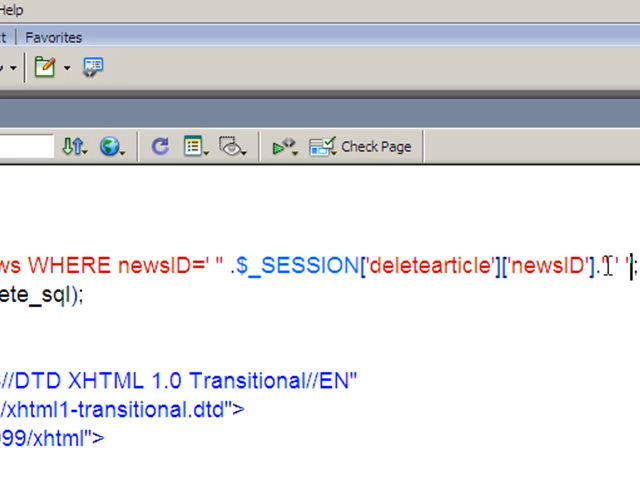 Help
Favorites
Check Page
ws WHERE newsID=' " .$_SESSION['deletearticle']['newsID']." ' ";
ete_sql);
//DTD XHTML 1.0 Transitional//EN"
/xhtml1-transitional.dtd">
999/xhtml">